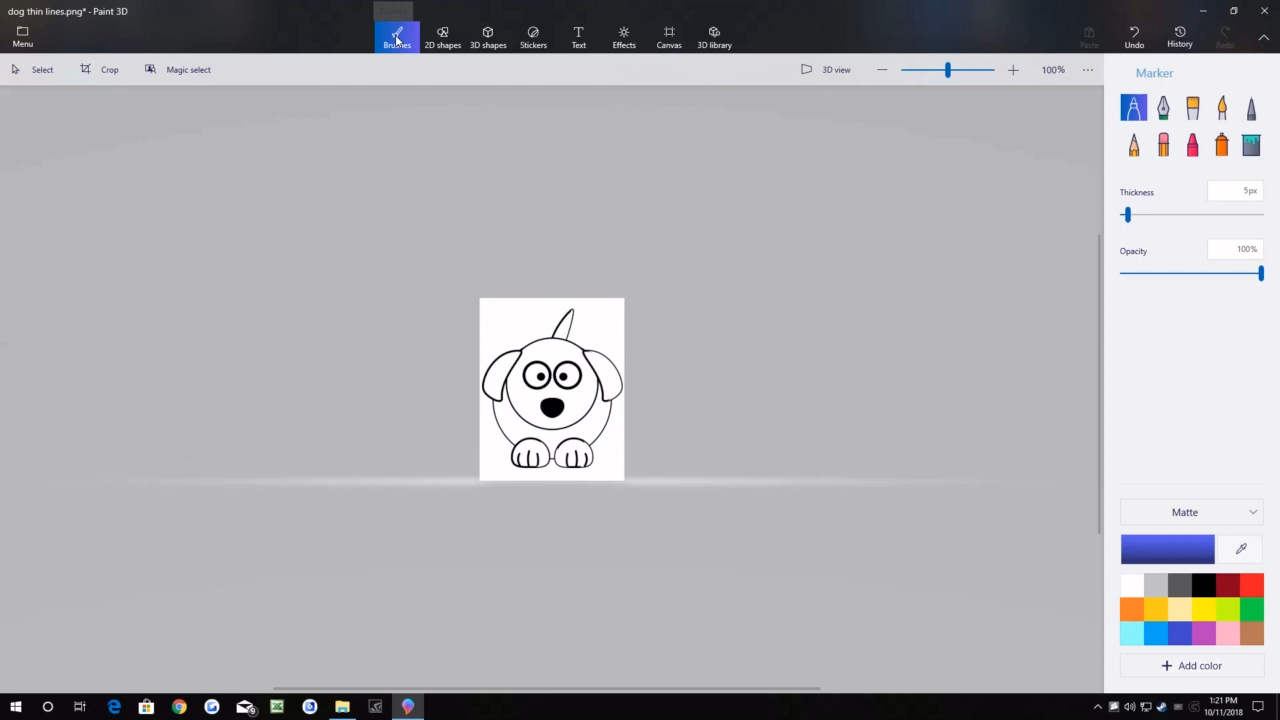 dog thin lines.png* - Paint 3D
Menu
Brushes
2D shapes
3D shapes
Stickers
Text
Effects
Canvas
3D library
Paste
Undo
History
Redo
Select
Crop
Magic select
3D view
100%
Marker
Thickness
5px
Opacity
100%
Matte
Add color
1:21 PM
10/11/2018